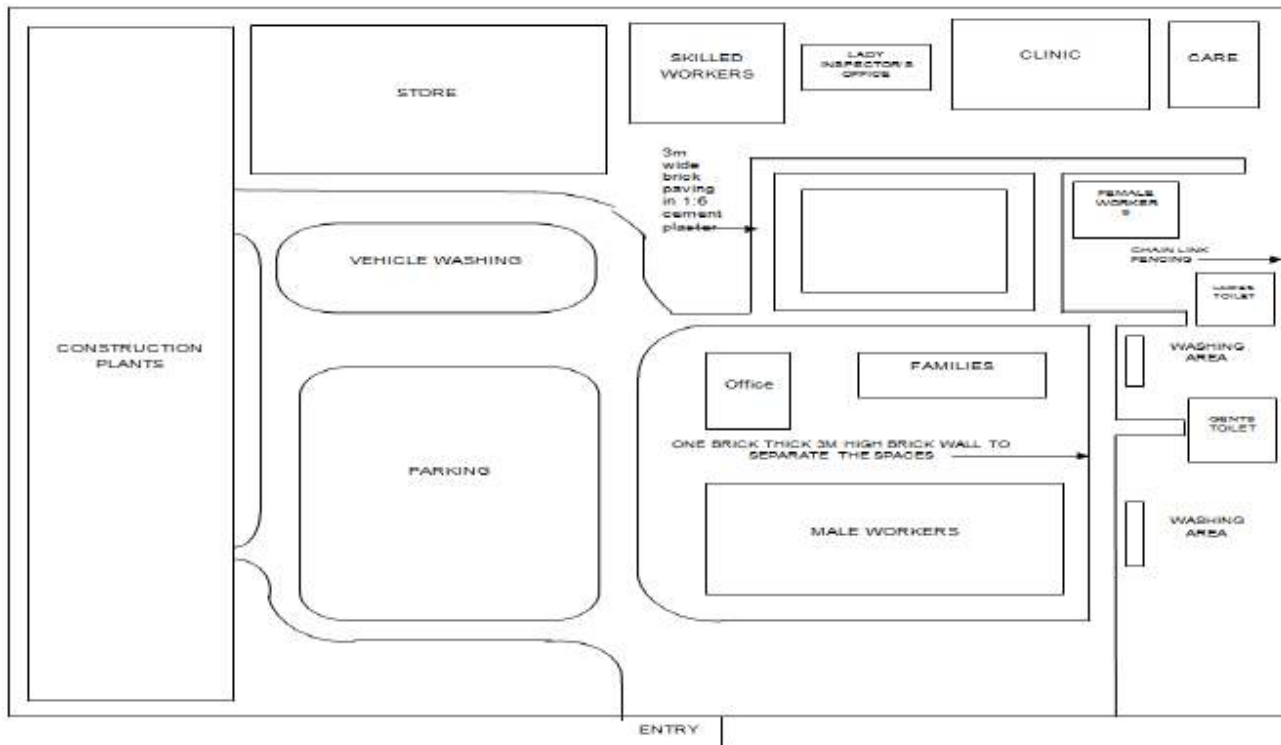 SKILLED
WORKERS
LADY
INSPECTOR'S
OFFICE
CLINIC
CARE
STORE
3m
wide
brick
paving
in 1:6
cement
plaster
FEMALE
WORKER
S
CHAIN LINK
FENCING
VEHICLE WASHING
LADIES
TOILET
CONSTRUCTION
PLANTS
WASHING
AREA
Office
FAMILIES
GENTS
TOILET
ONE BRICK THICK 3M HIGH BRICK WALL TO
SEPARATE THE SPACES
PARKING
MALE WORKERS
WASHING
AREA
ENTRY